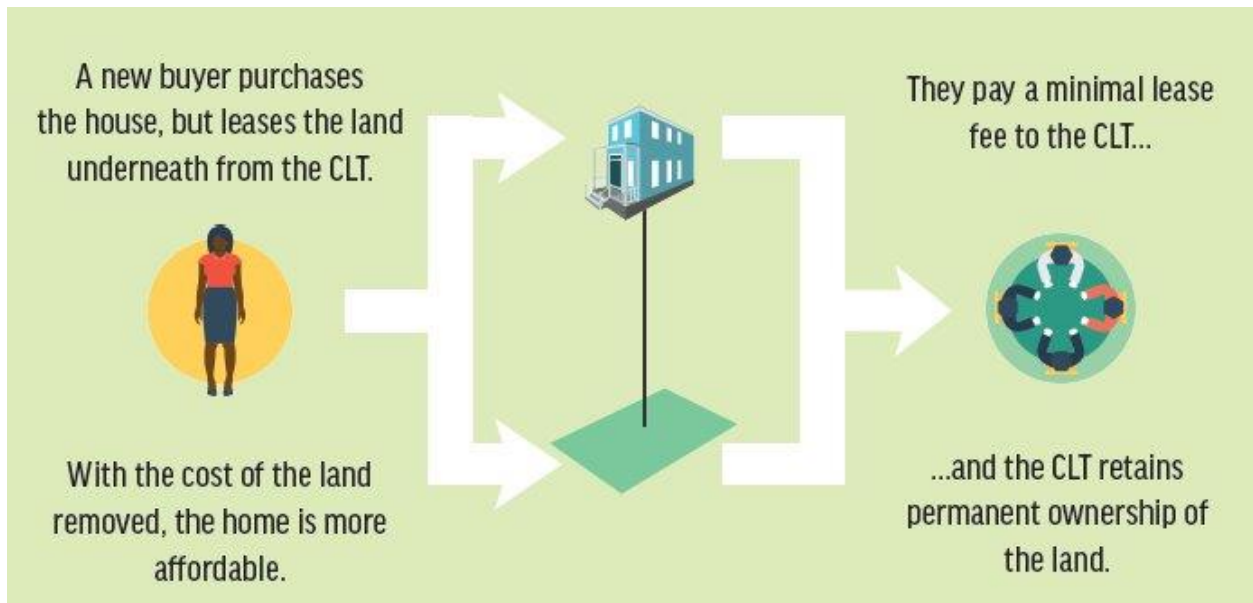 A new buyer purchases
the house, but leases the land
underneath from the CLT.
With the cost of the land
removed, the home is more
affordable.
They pay a minimal lease
fee to the CLT...
...and the CLT retains
permanent ownership of
the land.